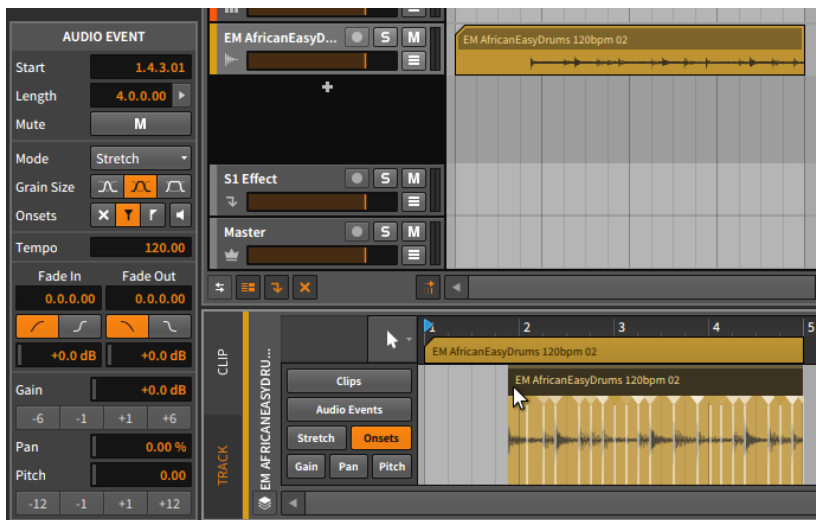 AUDIO EVENT
Start 1.4.3.01
Length 4.0.0.00
Mute M
Mode Stretch
Grain Size
Onsets
Tempo 120.00
Fade In Fade Out
0.0.0.00 0.0.0.00
+0.0 dB +0.0 dB
Gain +0.0 dB
-6 -1 +1 +6
Pan 0.00 %
Pitch 0.00
-12 -1 +1 +12
EM AfricanEasyD... S M
EM AfricanEasyDrums 120bpm 02
S1 Effect S M
Master S M
CLIP
TRACK
EM AFRICANEASYDRU...
1 2 3 4 5
EM AfricanEasyDrums 120bpm 02
Clips
Audio Events
Stretch Onsets
Gain Pan Pitch
EM AfricanEasyDrums 120bpm 02